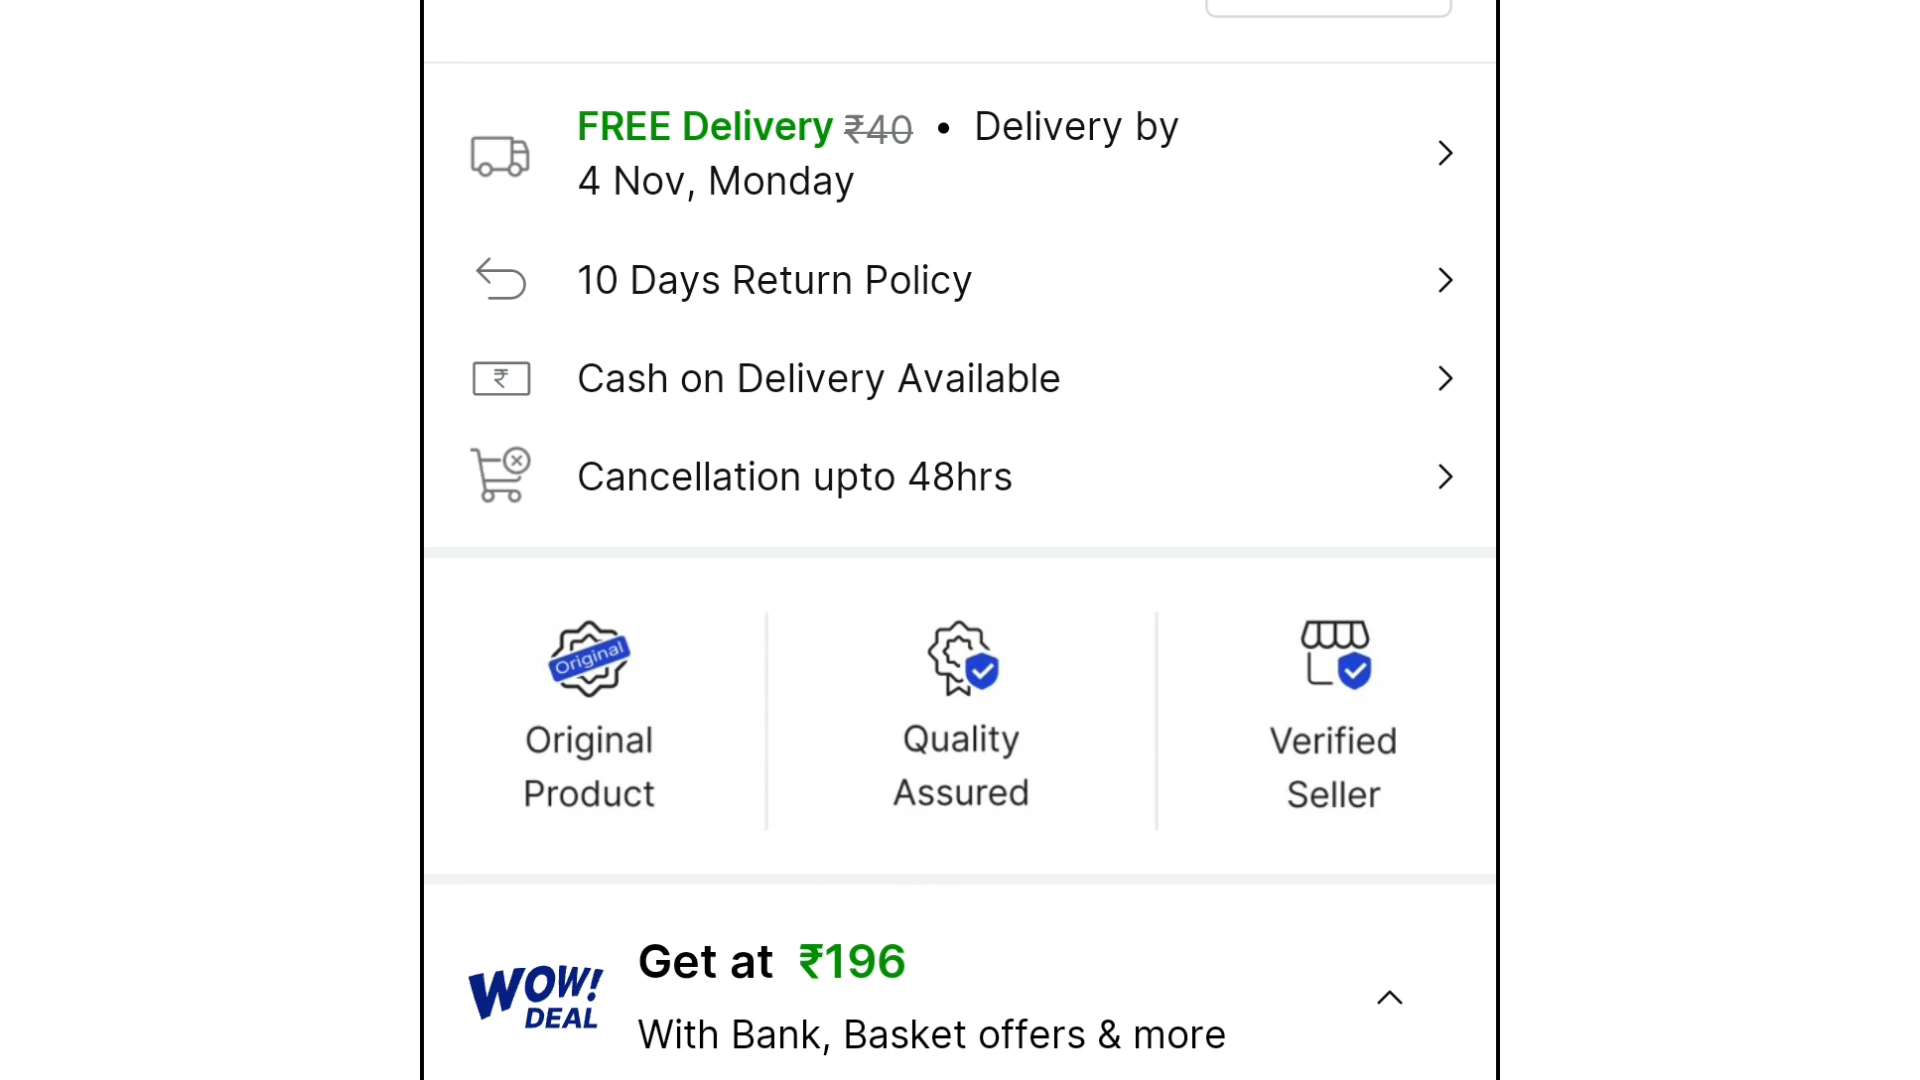 FREE Delivery ₹40 • Delivery by
4 Nov, Monday
10 Days Return Policy
₹
Cash on Delivery Available
Cancellation upto 48hrs
Original
Original
Product
Quality
Assured
Verified
Seller
WOW!
DEAL
Get at ₹196
With Bank, Basket offers & more